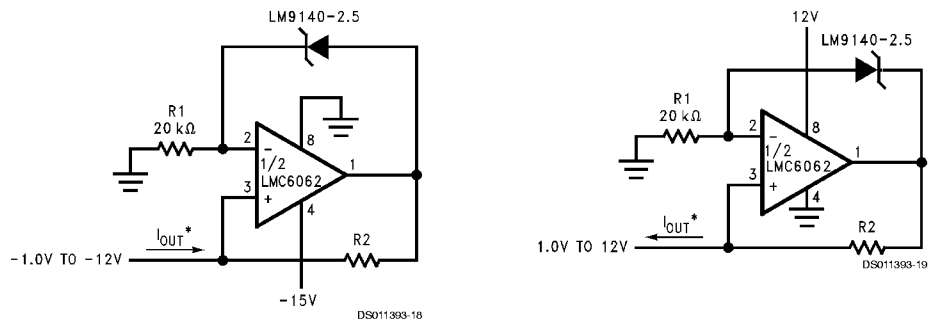 LM9140-2.5
R1
20 kΩ
2
−
8
1/2
LMC6062
1
3
+
4
I_OUT*
R2
-1.0V TO -12V
-15V
DS011393-18
12V
LM9140-2.5
R1
20 kΩ
2
−
8
1/2
LMC6062
1
3
+
4
I_OUT*
R2
1.0V TO 12V
DS011393-19